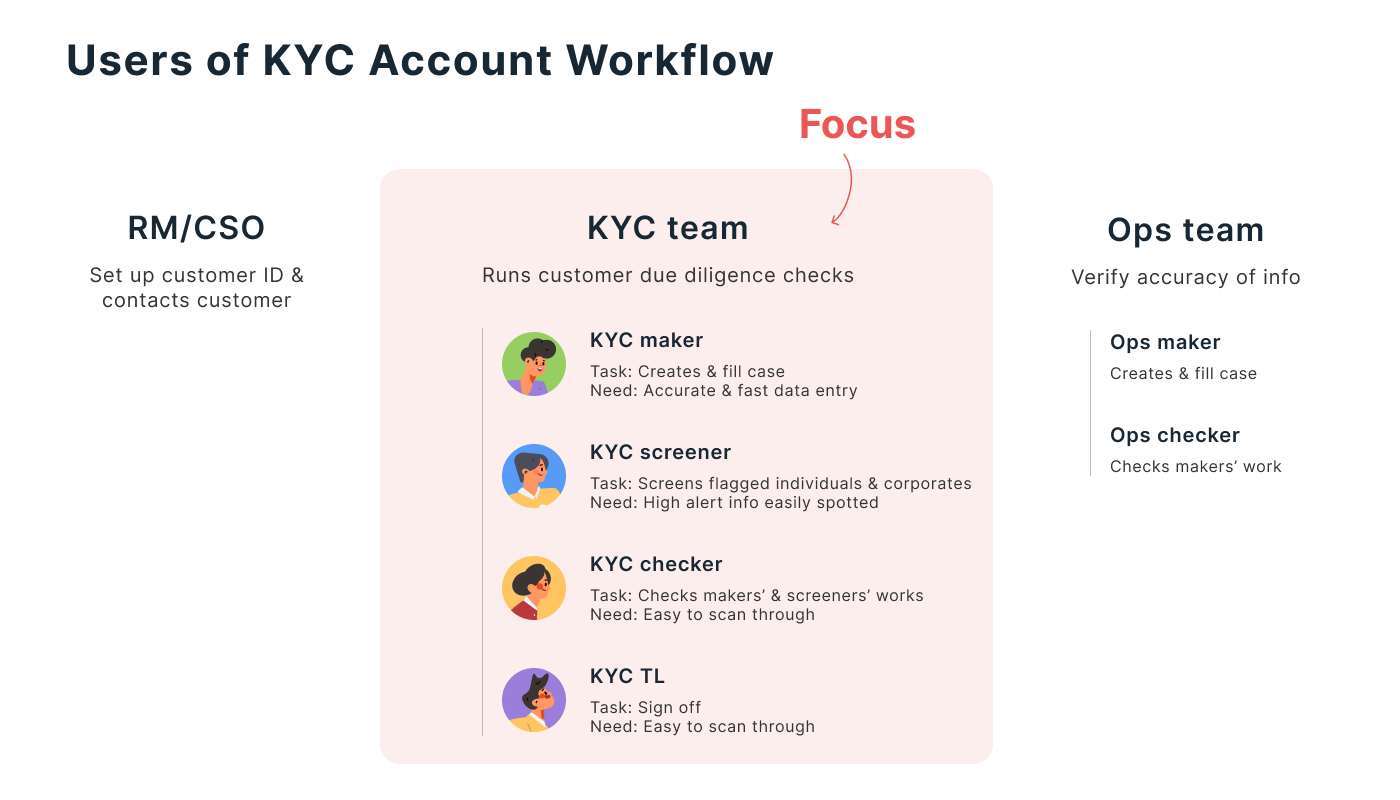 Users of KYC Account Workflow
Focus
RM/CSO
Set up customer ID &
contacts customer
KYC team
Runs customer due diligence checks
KYC maker
Task: Creates & fill case
Need: Accurate & fast data entry
KYC screener
Task: Screens flagged individuals & corporates
Need: High alert info easily spotted
KYC checker
Task: Checks makers’ & screeners’ works
Need: Easy to scan through
KYC TL
Task: Sign off
Need: Easy to scan through
Ops team
Verify accuracy of info
Ops maker
Creates & fill case
Ops checker
Checks makers’ work